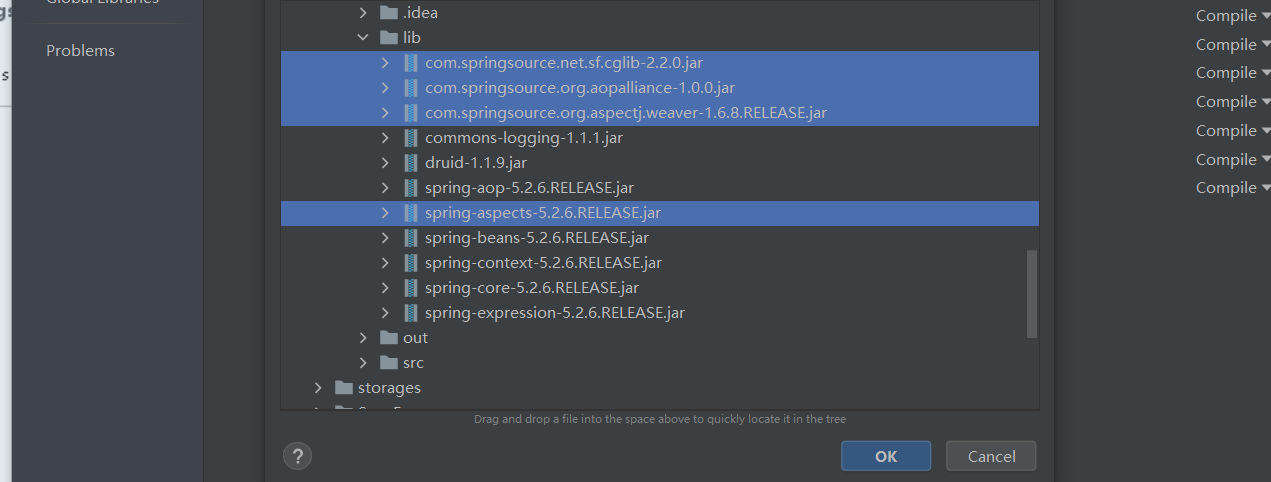 Problems
.idea
lib
com.springsource.net.sf.cglib-2.2.0.jar
com.springsource.org.aopalliance-1.0.0.jar
com.springsource.org.aspectj.weaver-1.6.8.RELEASE.jar
commons-logging-1.1.1.jar
druid-1.1.9.jar
spring-aop-5.2.6.RELEASE.jar
spring-aspects-5.2.6.RELEASE.jar
spring-beans-5.2.6.RELEASE.jar
spring-context-5.2.6.RELEASE.jar
spring-core-5.2.6.RELEASE.jar
spring-expression-5.2.6.RELEASE.jar
out
src
storages
Drag and drop a file into the space above to quickly locate it in the tree
?
OK
Cancel
Compile
Compile
Compile
Compile
Compile
Compile
Compile